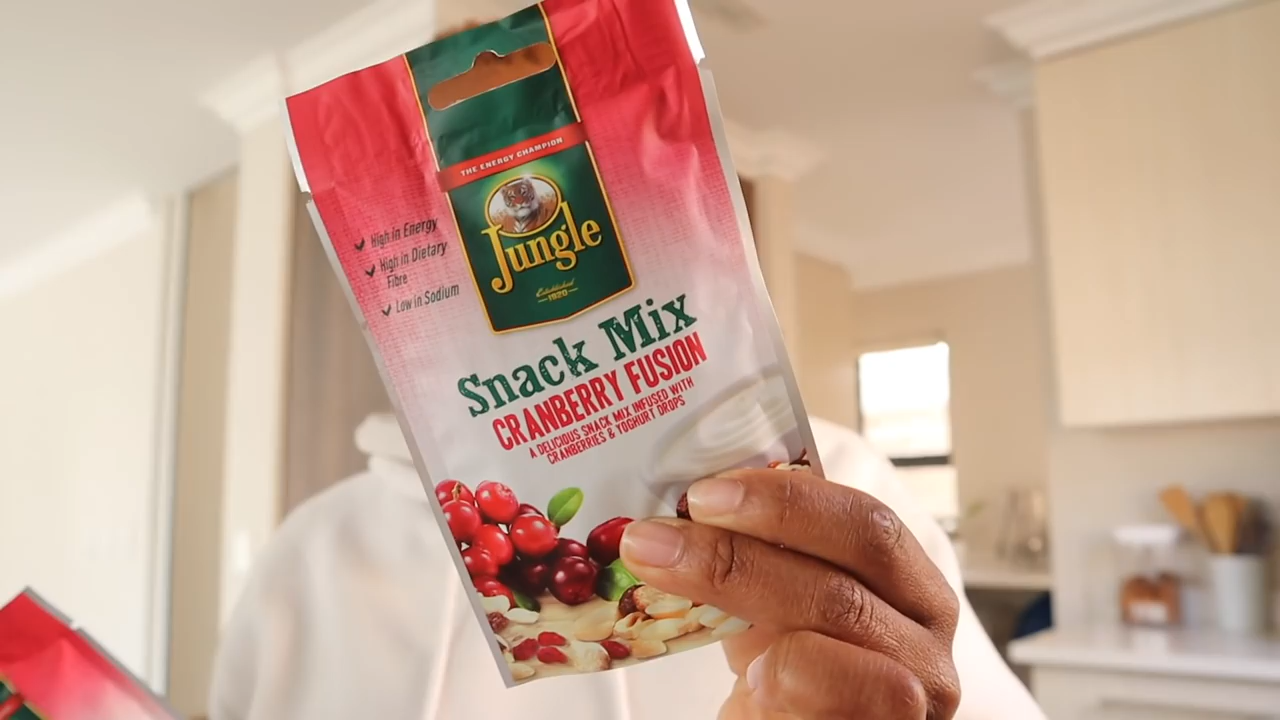 THE ENERGY CHAMPION
Jungle
Established
1920
High in Energy
High in Dietary
Fibre
Low in Sodium
Snack Mix
CRANBERRY FUSION
A DELICIOUS SNACK MIX INFUSED WITH
CRANBERRIES & YOGHURT DROPS